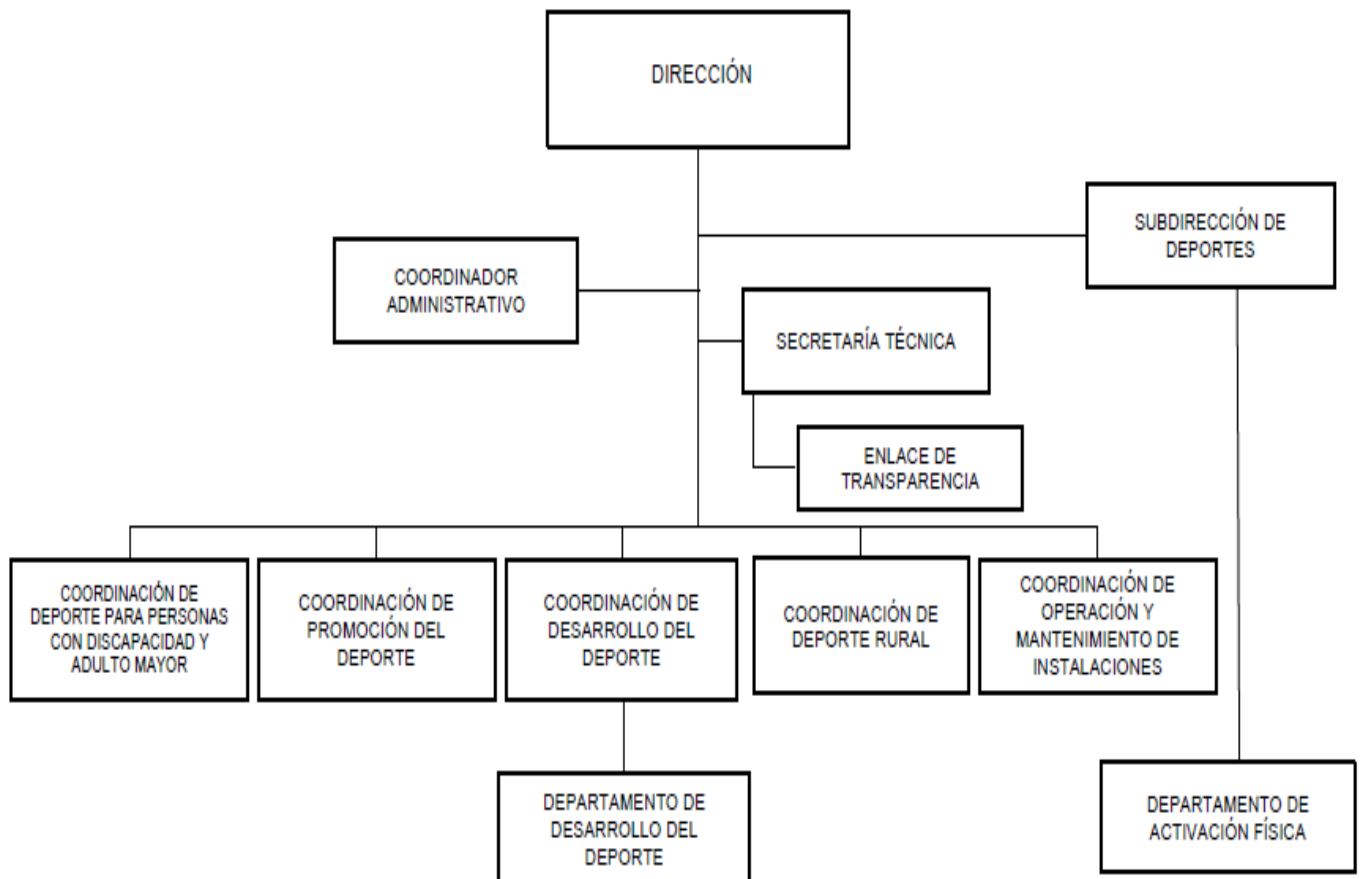 DIRECCIÓN
SUBDIRECCIÓN DE
DEPORTES
COORDINADOR
ADMINISTRATIVO
SECRETARÍA TÉCNICA
ENLACE DE
TRANSPARENCIA
COORDINACIÓN DE
DEPORTE PARA PERSONAS
CON DISCAPACIDAD Y
ADULTO MAYOR
COORDINACIÓN DE
PROMOCIÓN DEL
DEPORTE
COORDINACIÓN DE
DESARROLLO DEL
DEPORTE
COORDINACIÓN DE
DEPORTE RURAL
COORDINACIÓN DE
OPERACIÓN Y
MANTENIMIENTO DE
INSTALACIONES
DEPARTAMENTO DE
DESARROLLO DEL
DEPORTE
DEPARTAMENTO DE
ACTIVACIÓN FÍSICA